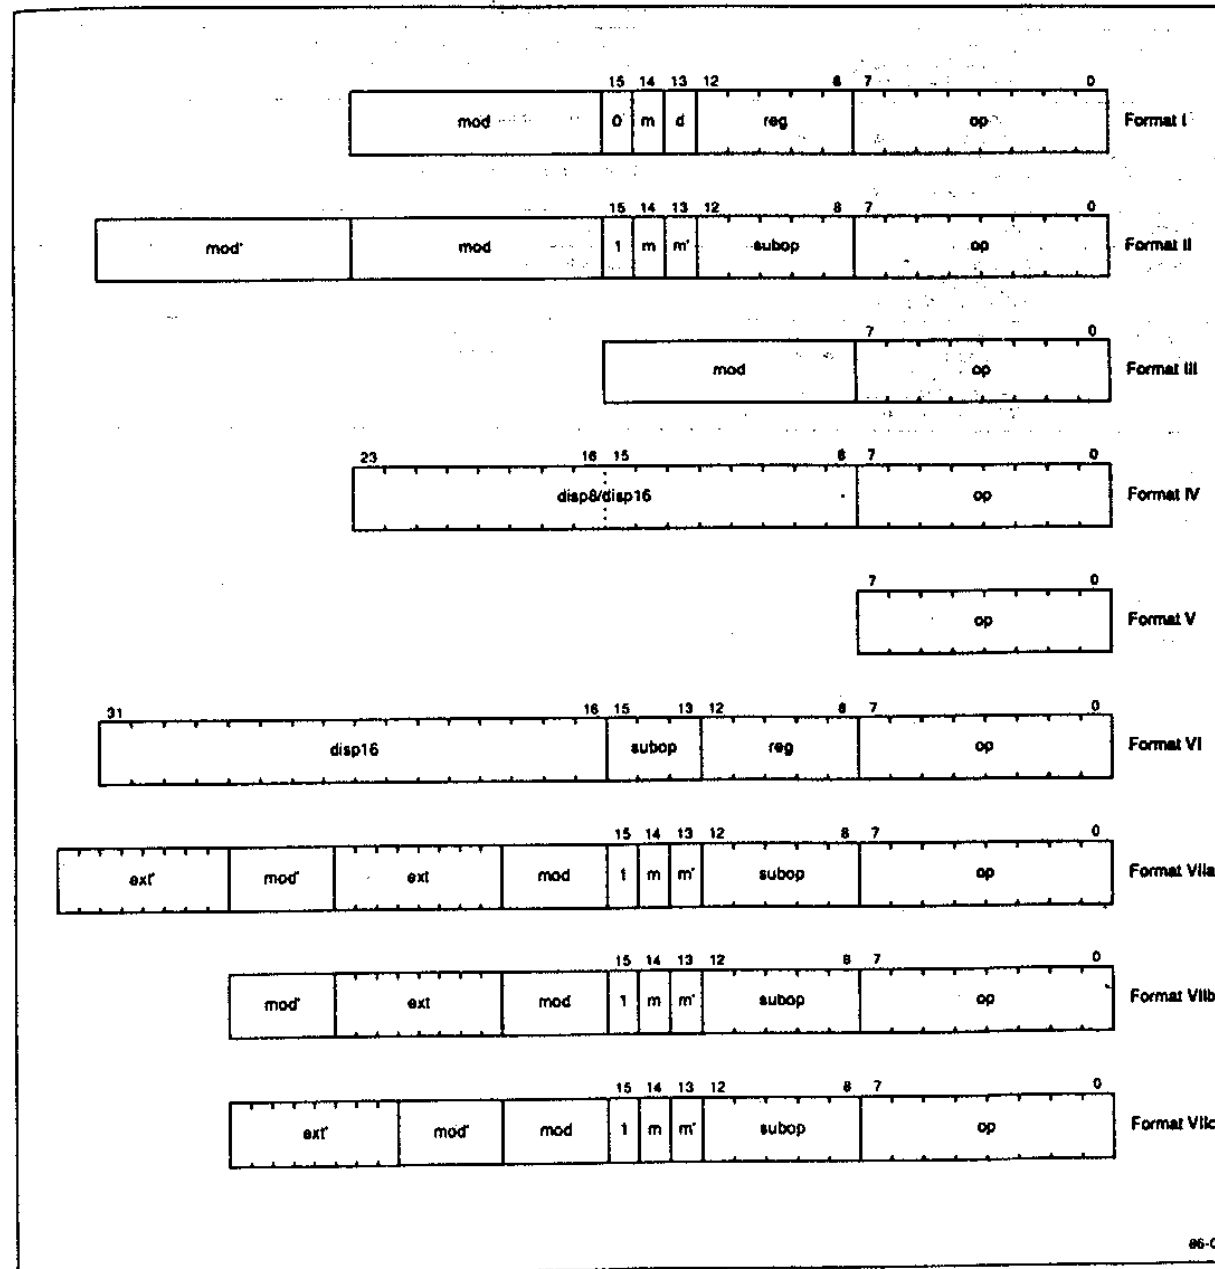 15 14 13 12 8 7 0
mod 0 m d reg op Format I
15 14 13 12 8 7 0
mod' mod 1 m m' subop op Format II
7 0
mod op Format III
23 16 15 8 7 0
disp8/disp16 op Format IV
7 0
op Format V
31 16 15 13 12 8 7 0
disp16 subop reg op Format VI
15 14 13 12 8 7 0
ext' mod' ext mod 1 m m' subop op Format VIIa
15 14 13 12 8 7 0
mod' ext mod 1 m m' subop op Format VIIb
15 14 13 12 8 7 0
ext' mod' mod 1 m m' subop op Format VIIc